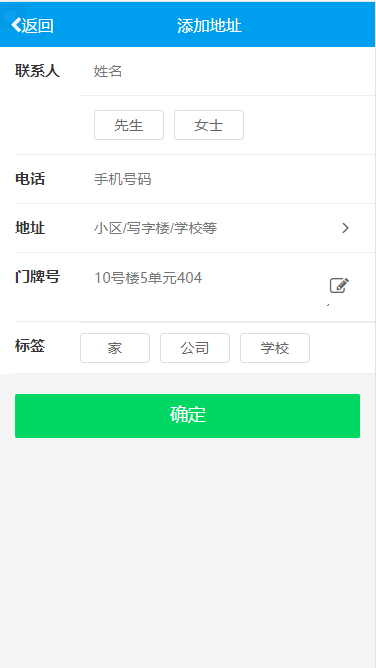 返回 添加地址
联系人 姓名
先生 女士
电话 手机号码
地址 小区/写字楼/学校等
门牌号 10号楼5单元404
标签 家 公司 学校
确定